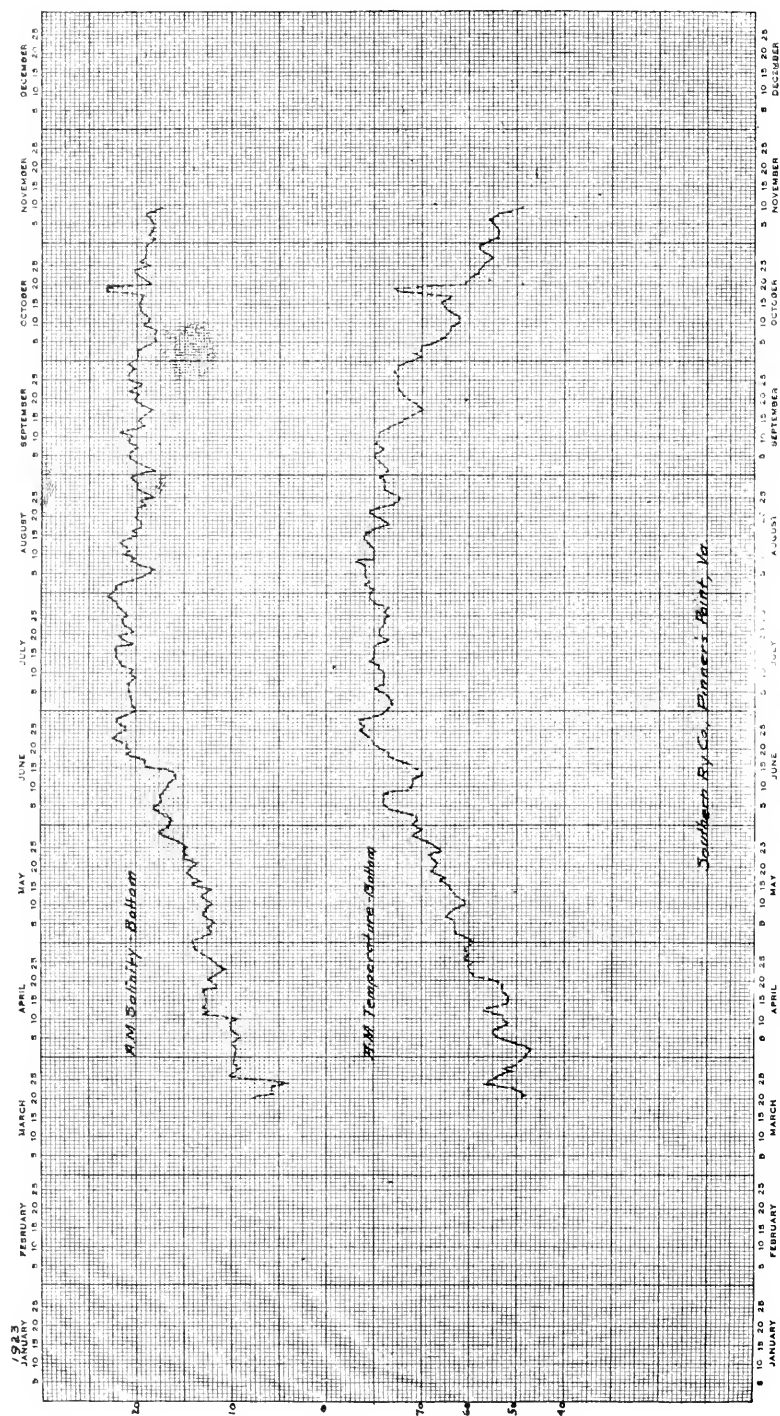 1923
JANUARY FEBRUARY MARCH APRIL MAY JUNE JULY AUGUST SEPTEMBER OCTOBER NOVEMBER DECEMBER
5 10 15 20 25 5 10 15 20 25 5 10 15 20 25 5 10 15 20 25 5 10 15 20 25 5 10 15 20 25 5 10 15 20 25 5 10 15 20 25 5 10 15 20 25 5 10 15 20 25 5 10 15 20 25 5 10 15 20 25
20
A.M. Salinity - Bottom
10
0
A.M. Temperature - Bottom
70
50
40
Southern Ry Co., Pinner's Point, Va
5 10 15 20 25 5 10 15 20 25 5 10 15 20 25 5 10 15 20 25 5 10 15 20 25 5 10 15 20 25 5 10 15 20 25 5 10 15 20 25 5 10 15 20 25 5 10 15 20 25 5 10 15 20 25 5 10 15 20 25
JANUARY FEBRUARY MARCH APRIL MAY JUNE JULY AUGUST SEPTEMBER OCTOBER NOVEMBER DECEMBER